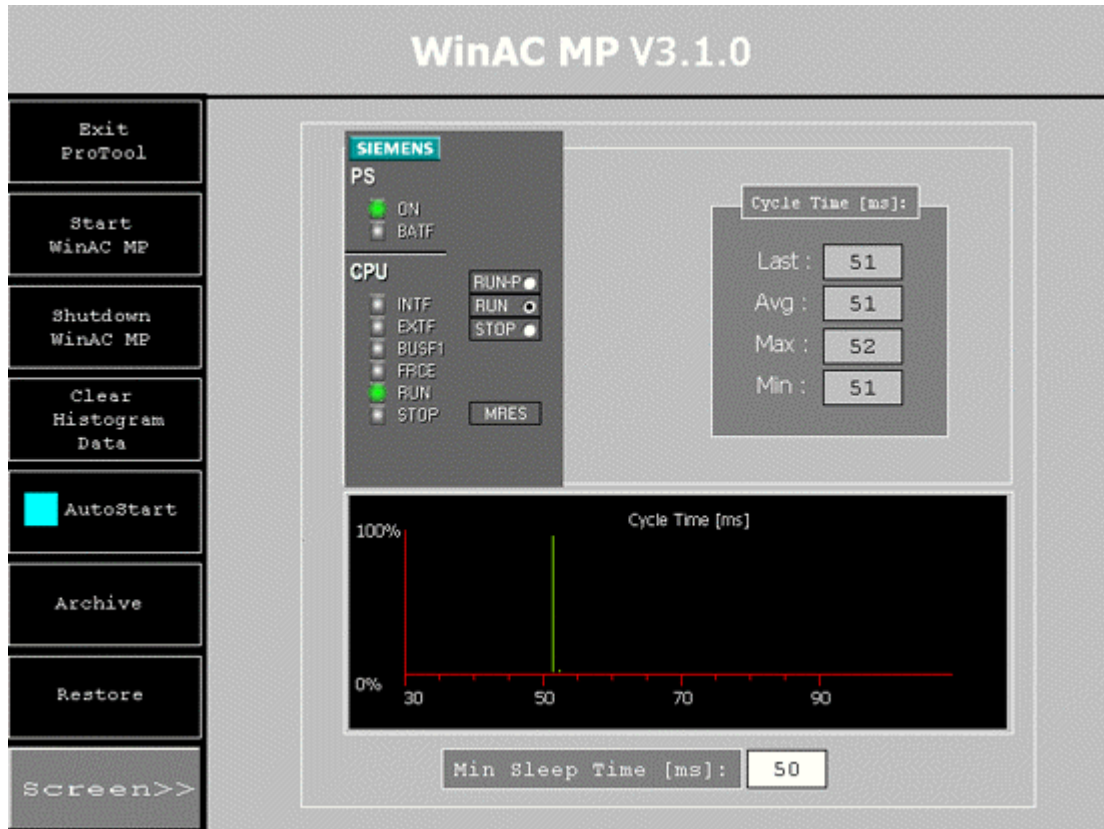 WinAC MP V3.1.0
Exit
ProTool
Start
WinAC MP
Shutdown
WinAC MP
Clear
Histogram
Data
AutoStart
Archive
Restore
Screen>>
SIEMENS
PS
ON
BATF
CPU
INTF
EXTF
BUSF1
FRCE
RUN
STOP
RUN-P
RUN
STOP
MRES
Cycle Time [ms]:
Last : 51
Avg : 51
Max : 52
Min : 51
Cycle Time [ms]
100%
0%
30 50 70 90
Min Sleep Time [ms]: 50